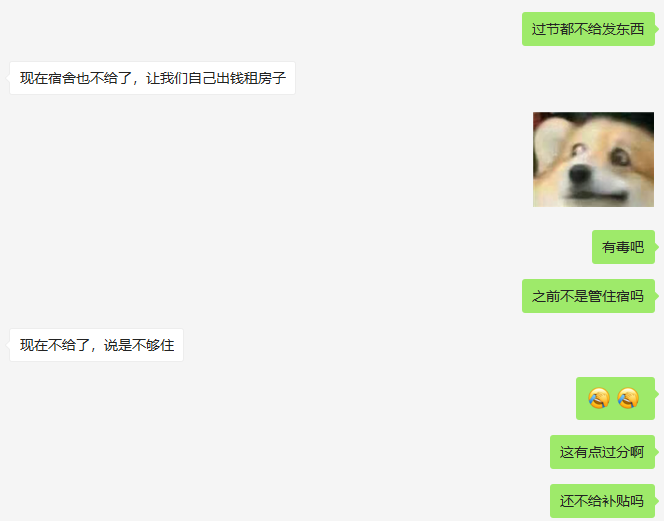 过节都不给发东西
现在宿舍也不给了，让我们自己出钱租房子
有毒吧
之前不是管住宿吗
现在不给了，说是不够住
这有点过分啊
还不给补贴吗